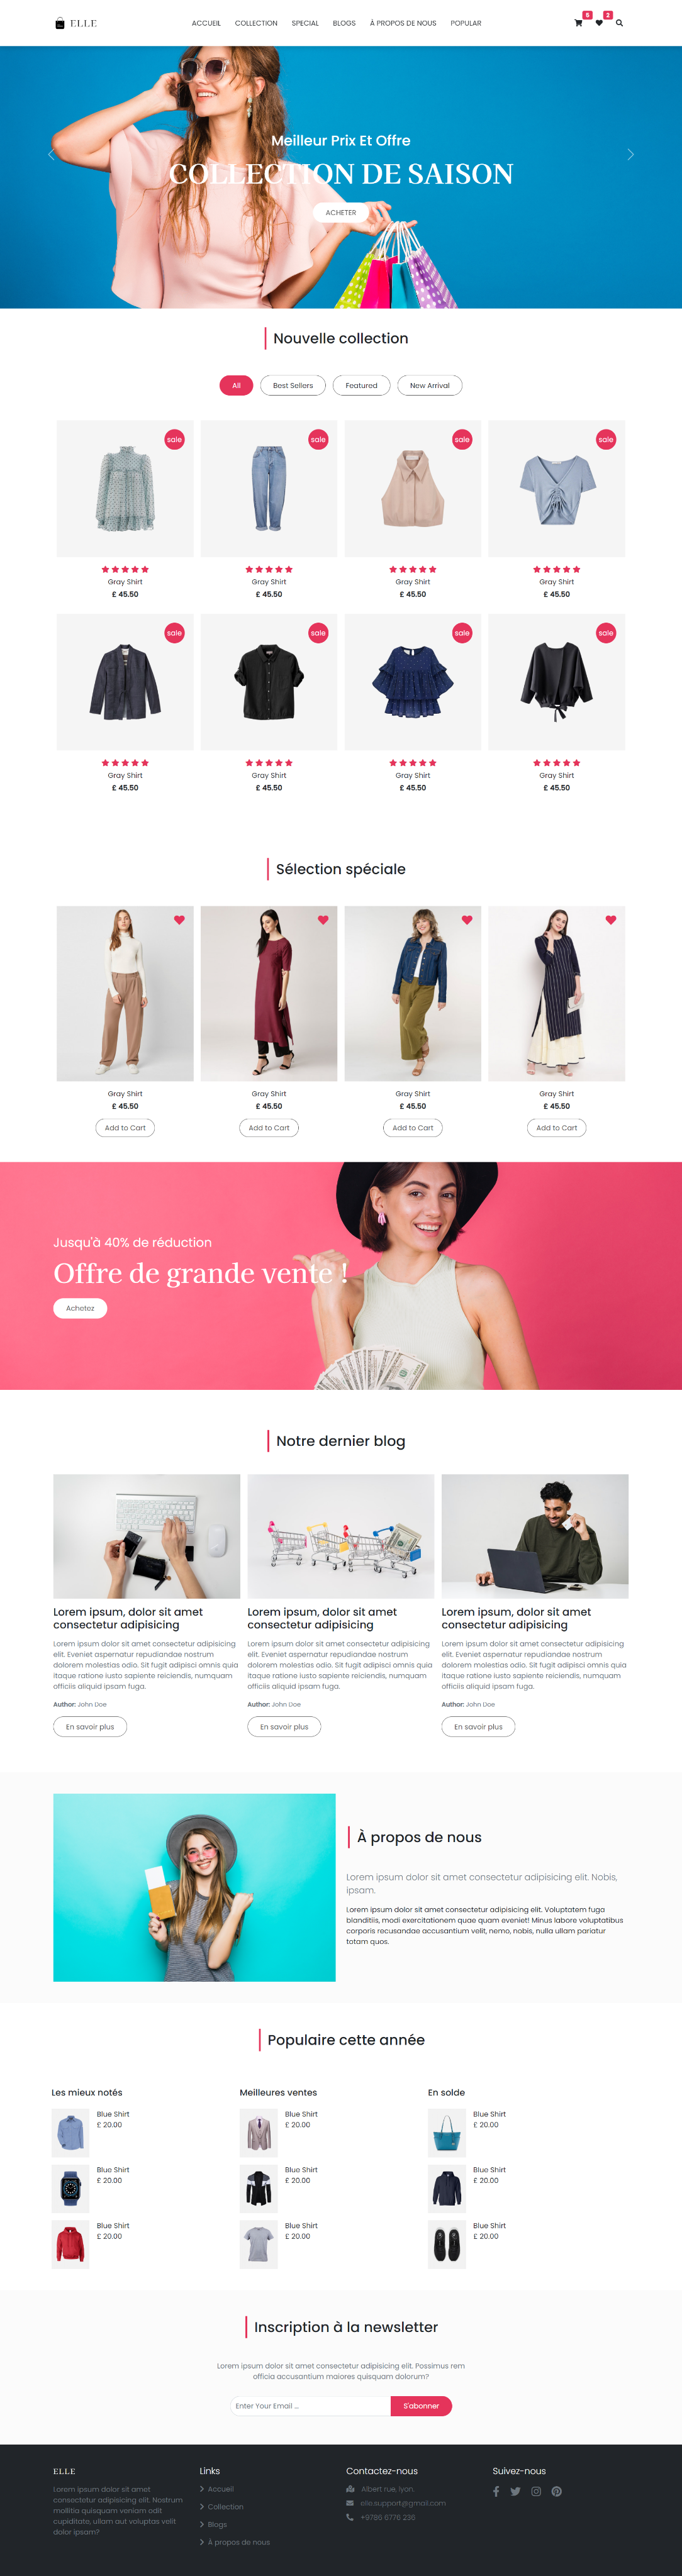 ELLE
ACCUEIL COLLECTION SPECIAL BLOGS À PROPOS DE NOUS POPULAR
5 2
Meilleur Prix Et Offre
COLLECTION DE SAISON
ACHETER
Nouvelle collection
All Best Sellers Featured New Arrival
sale sale sale sale
Gray Shirt Gray Shirt Gray Shirt Gray Shirt
£ 45.50 £ 45.50 £ 45.50 £ 45.50
sale sale sale sale
Gray Shirt Gray Shirt Gray Shirt Gray Shirt
£ 45.50 £ 45.50 £ 45.50 £ 45.50
Sélection spéciale
Gray Shirt Gray Shirt Gray Shirt Gray Shirt
£ 45.50 £ 45.50 £ 45.50 £ 45.50
Add to Cart Add to Cart Add to Cart Add to Cart
Jusqu'à 40% de réduction
Offre de grande vente !
Achetez
Notre dernier blog
Lorem ipsum, dolor sit amet
consectetur adipisicing
Lorem ipsum dolor sit amet consectetur adipisicing
elit. Eveniet aspernatur repudiandae nostrum
dolorem molestias odio. Sit fugit adipisci omnis quia
itaque ratione iusto sapiente reiciendis, numquam
officiis aliquid ipsam fuga.
Author: John Doe
En savoir plus
Lorem ipsum, dolor sit amet
consectetur adipisicing
Lorem ipsum dolor sit amet consectetur adipisicing
elit. Eveniet aspernatur repudiandae nostrum
dolorem molestias odio. Sit fugit adipisci omnis quia
itaque ratione iusto sapiente reiciendis, numquam
officiis aliquid ipsam fuga.
Author: John Doe
En savoir plus
Lorem ipsum, dolor sit amet
consectetur adipisicing
Lorem ipsum dolor sit amet consectetur adipisicing
elit. Eveniet aspernatur repudiandae nostrum
dolorem molestias odio. Sit fugit adipisci omnis quia
itaque ratione iusto sapiente reiciendis, numquam
officiis aliquid ipsam fuga.
Author: John Doe
En savoir plus
À propos de nous
Lorem ipsum dolor sit amet consectetur adipisicing elit. Nobis,
ipsam.
Lorem ipsum dolor sit amet consectetur adipisicing elit. Voluptatem fuga
blanditiis, modi exercitationem quae quam eveniet! Minus labore voluptatibus
corporis recusandae accusantium velit, nemo, nobis, nulla ullam pariatur
totam quos.
Populaire cette année
Les mieux notés
Blue Shirt
£ 20.00
Blue Shirt
£ 20.00
Blue Shirt
£ 20.00
Meilleures ventes
Blue Shirt
£ 20.00
Blue Shirt
£ 20.00
Blue Shirt
£ 20.00
En solde
Blue Shirt
£ 20.00
Blue Shirt
£ 20.00
Blue Shirt
£ 20.00
Inscription à la newsletter
Lorem ipsum dolor sit amet consectetur adipisicing elit. Possimus rem
officia accusantium maiores quisquam dolorum?
Enter Your Email ...
S'abonner
ELLE
Lorem ipsum dolor sit amet
consectetur adipisicing elit. Nostrum
mollitia quisquam veniam odit
cupiditate, ullam aut voluptas velit
dolor ipsam?
Links
Accueil
Collection
Blogs
À propos de nous
Contactez-nous
Albert rue, lyon.
elle.support@gmail.com
+9786 6776 236
Suivez-nous